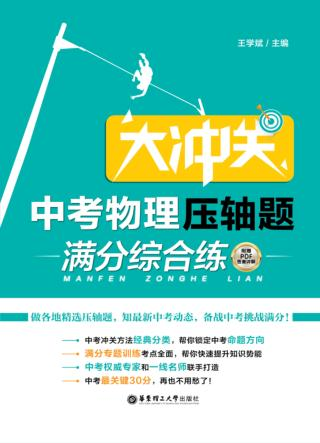 王学斌 / 主编
大冲关
中考物理压轴题
满分综合练
附赠
PDF
答案详解
MANFEN ZONGHE LIAN
做各地精选压轴题,知最新中考动态,备战中考挑战满分!
中考冲关方法经典分类,帮你锁定中考命题方向
满分专题训练考点全面,帮你快速提升知识势能
中考权威专家和一线名师联手打造
中考最关键30分,再也不用愁了!
华东理工大学出版社